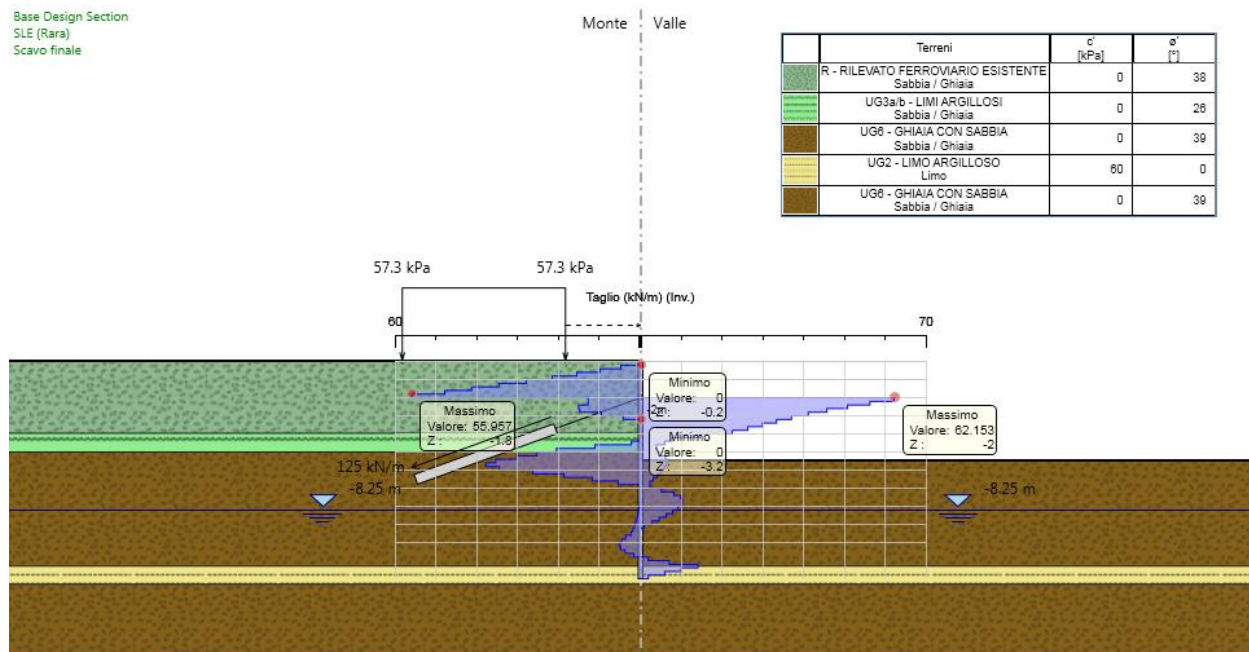 Base Design Section
SLE (Rara)
Scavo finale
Monte Valle
Terreni c' [kPa] ø' [°]
R - RILEVATO FERROVIARIO ESISTENTE
Sabbia / Ghiaia 0 38
UG3a/b - LIMI ARGILLOSI
Sabbia / Ghiaia 0 26
UG6 - GHIAIA CON SABBIA
Sabbia / Ghiaia 0 39
UG2 - LIMO ARGILLOSO
Limo 60 0
UG6 - GHIAIA CON SABBIA
Sabbia / Ghiaia 0 39
57.3 kPa 57.3 kPa
Taglio (kN/m) (Inv.)
60 70
Minimo
Valore: 0
Z : -0.2
-2m
Massimo
Valore: 55.957
Z : -1.8
Massimo
Valore: 62.153
Z : -2
Minimo
Valore: 0
Z : -3.2
125 kN/m
-8.25 m -8.25 m